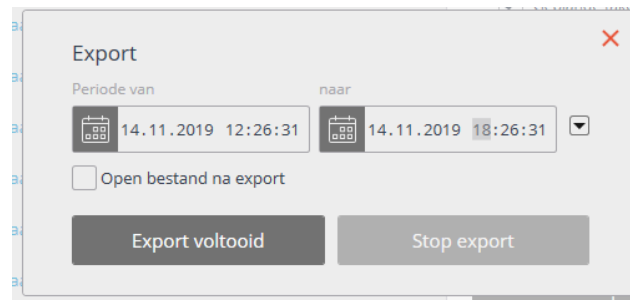 Export
Periode van naar
14.11.2019 12:26:31 14.11.2019 18:26:31
Open bestand na export
Export voltooid Stop export